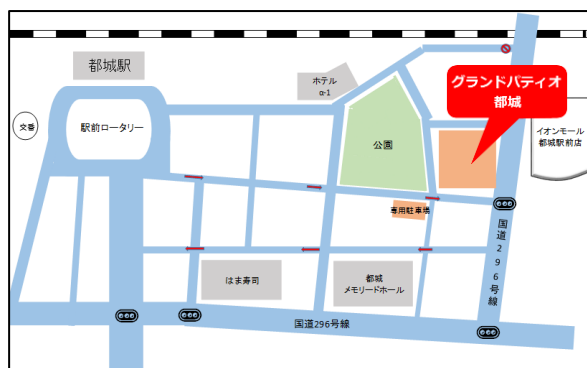 都城駅
ホテル
α-1
グランドパティオ
都城
交番
駅前ロータリー
公園
イオンモール
都城駅前店
専用駐車場
国道296号線
はま寿司
都城
メモリードホール
国道296号線